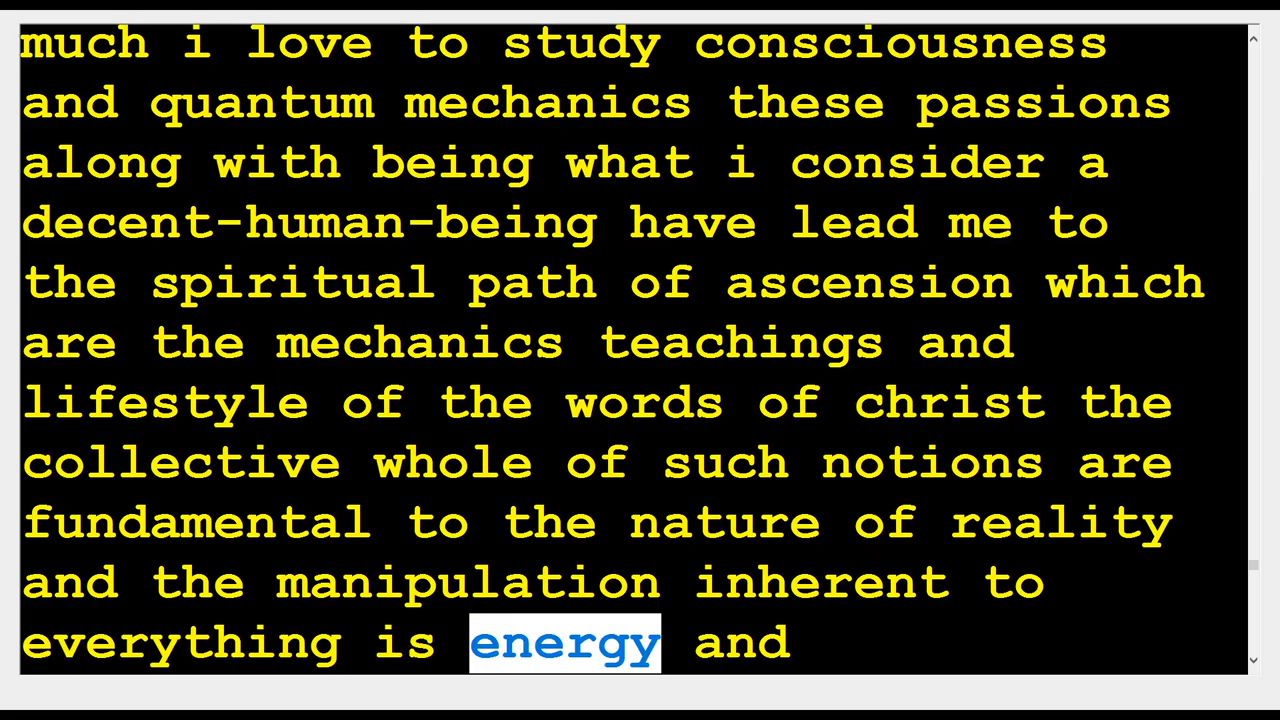 much i love to study consciousness
and quantum mechanics these passions
along with being what i consider a
decent-human-being have lead me to
the spiritual path of ascension which
are the mechanics teachings and
lifestyle of the words of christ the
collective whole of such notions are
fundamental to the nature of reality
and the manipulation inherent to
everything is energy and